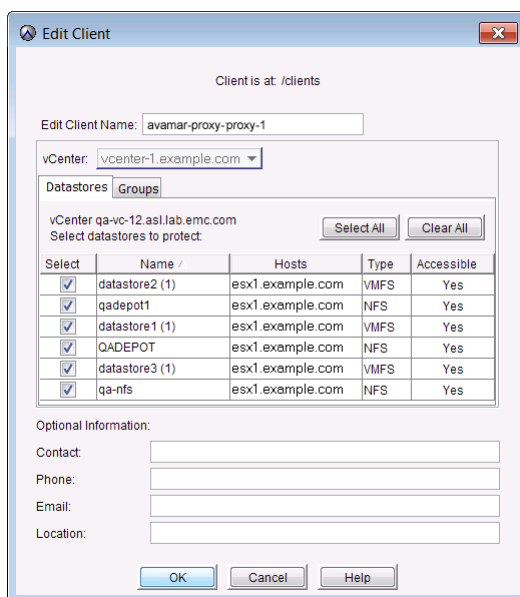 Edit Client
Client is at: /clients
Edit Client Name: avamar-proxy-proxy-1
vCenter: vcenter-1.example.com
Datastores Groups
vCenter qa-vc-12.asl.lab.emc.com
Select datastores to protect:
Select All Clear All
Select Name Hosts Type Accessible
datastore2 (1) esx1.example.com VMFS Yes
qadepot1 esx1.example.com NFS Yes
datastore1 (1) esx1.example.com VMFS Yes
QADEPOT esx1.example.com NFS Yes
datastore3 (1) esx1.example.com VMFS Yes
qa-nfs esx1.example.com NFS Yes
Optional Information:
Contact:
Phone:
Email:
Location:
OK Cancel Help